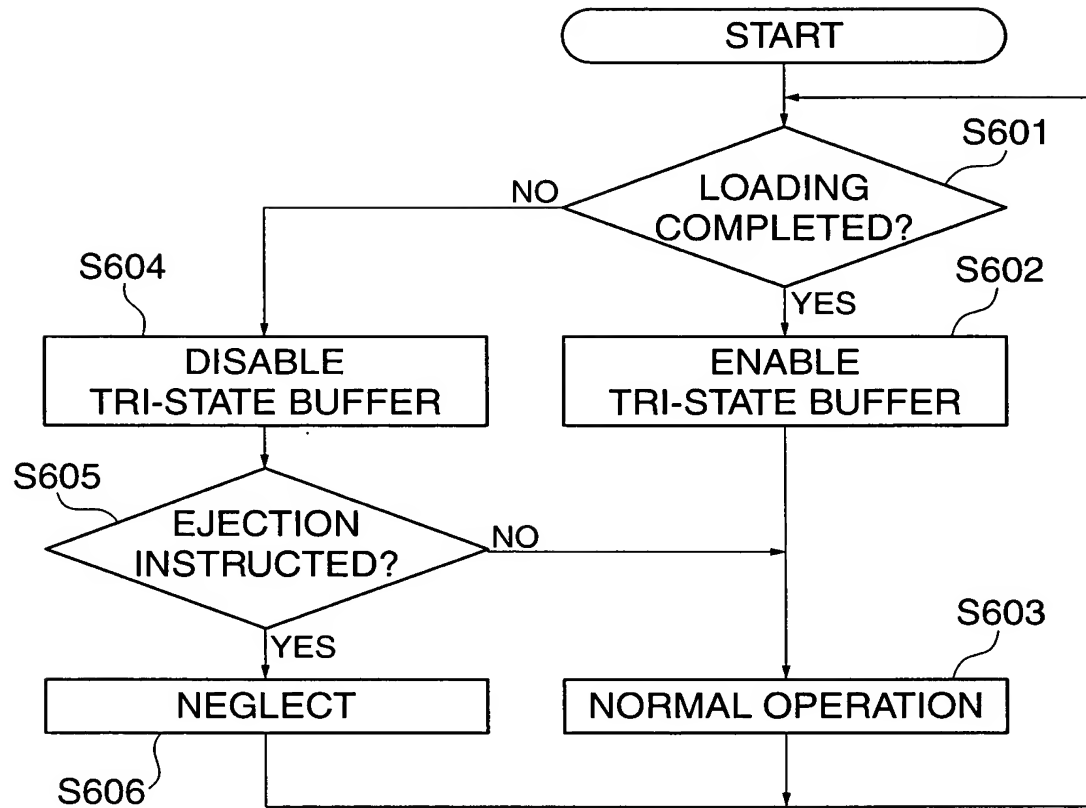 START
S601
LOADING
COMPLETED?
NO
YES
S604
S602
DISABLE
TRI-STATE BUFFER
ENABLE
TRI-STATE BUFFER
S605
EJECTION
INSTRUCTED?
NO
YES
S603
NEGLECT
NORMAL OPERATION
S606